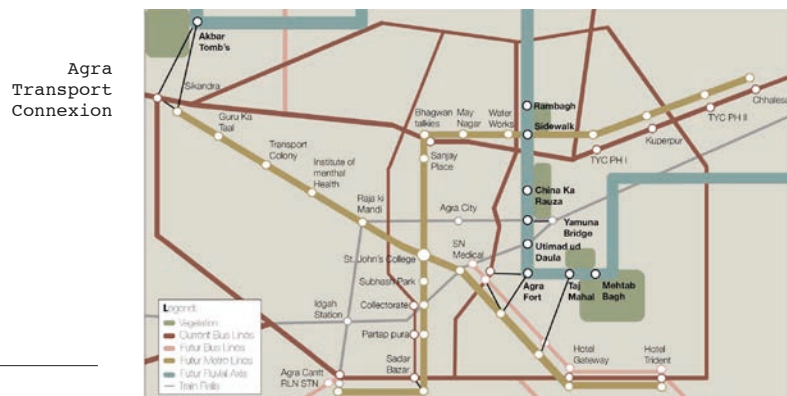 Agra
Transport
Connexion
Akbar
Tomb's
Sikandra
Guru Ka
Taal
Transport
Colony
Institute of
menthal
Health
Raja ki
Mandi
Bhagwan
talkies
May
Nagar
Water
Works
Sanjay
Place
Rambagh
Sidewalk
TYC PH I
Kuperpur
TYC PH II
Chhalesa
China Ka
Rauza
Agra City
Yamuna
Bridge
SN
Medical
Utimad ud
Daula
St. John's College
Subhash Park
Agra
Fort
Taj
Mahal
Mehtab
Bagh
Idgah
Station
Collectorate
Partap pura
Sadar
Bazar
Agra Cantt
RLN STN
Hotel
Gateway
Hotel
Trident
Legend:
Vegetation
Current Bus Lines
Futur Bus Lines
Futur Metro Lines
Futur Fluvial Axis
Train Rails